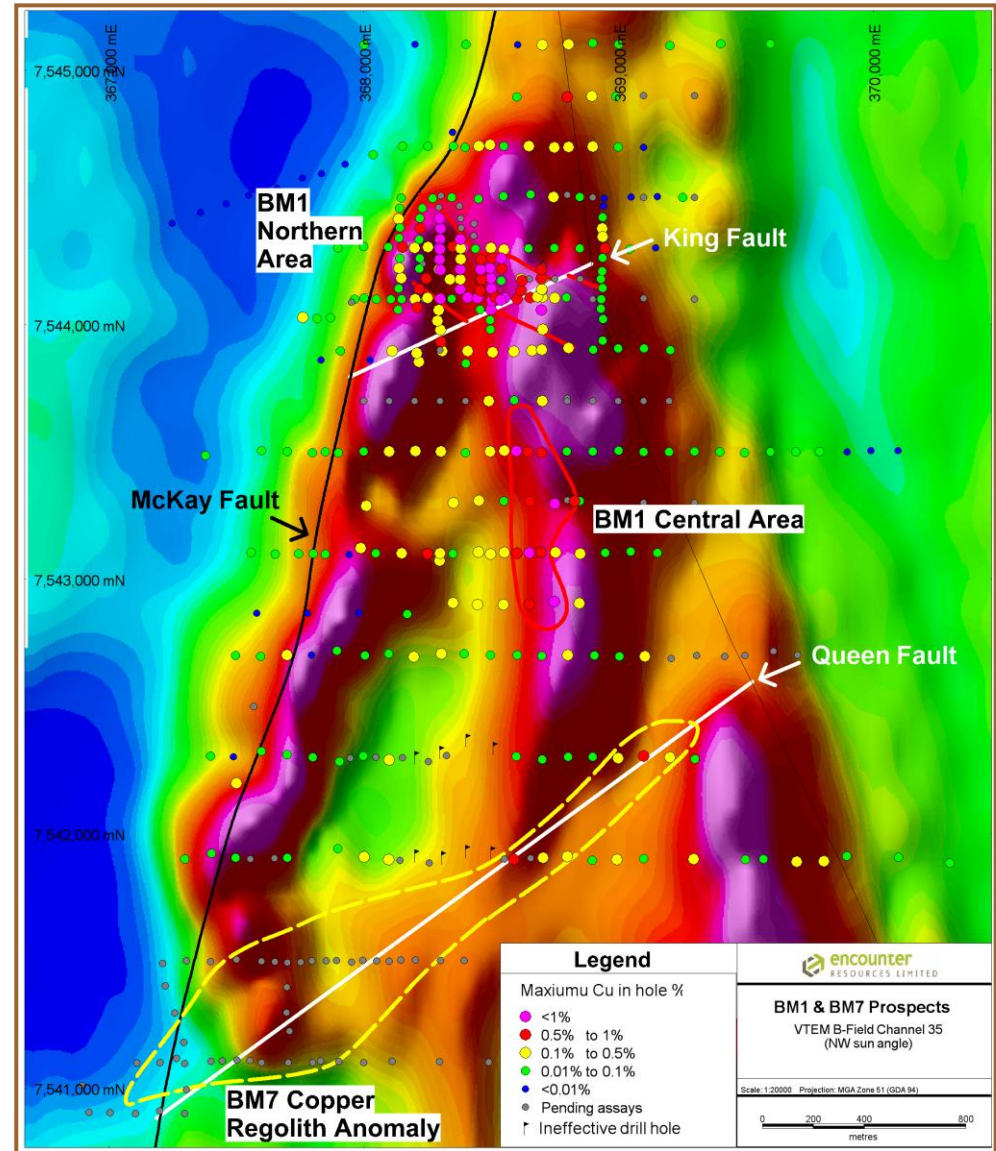 367,000 mE
368,000 mE
369,000 mE
370,000 mE
7,545,000 mN
BM1
Northern
Area
King Fault
7,544,000 mN
McKay Fault
BM1 Central Area
7,543,000 mN
Queen Fault
7,542,000 mN
7,541,000 mN
BM7 Copper
Regolith Anomaly
Legend
Maxiumu Cu in hole %
<1%
0.5% to 1%
0.1% to 0.5%
0.01% to 0.1%
<0.01%
Pending assays
Ineffective drill hole
encounter
RESOURCES LIMITED
BM1 & BM7 Prospects
VTEM B-Field Channel 35
(NW sun angle)
Scale: 1:20000 Projection: MGA Zone 51 (GDA 94)
0 400 800
metres